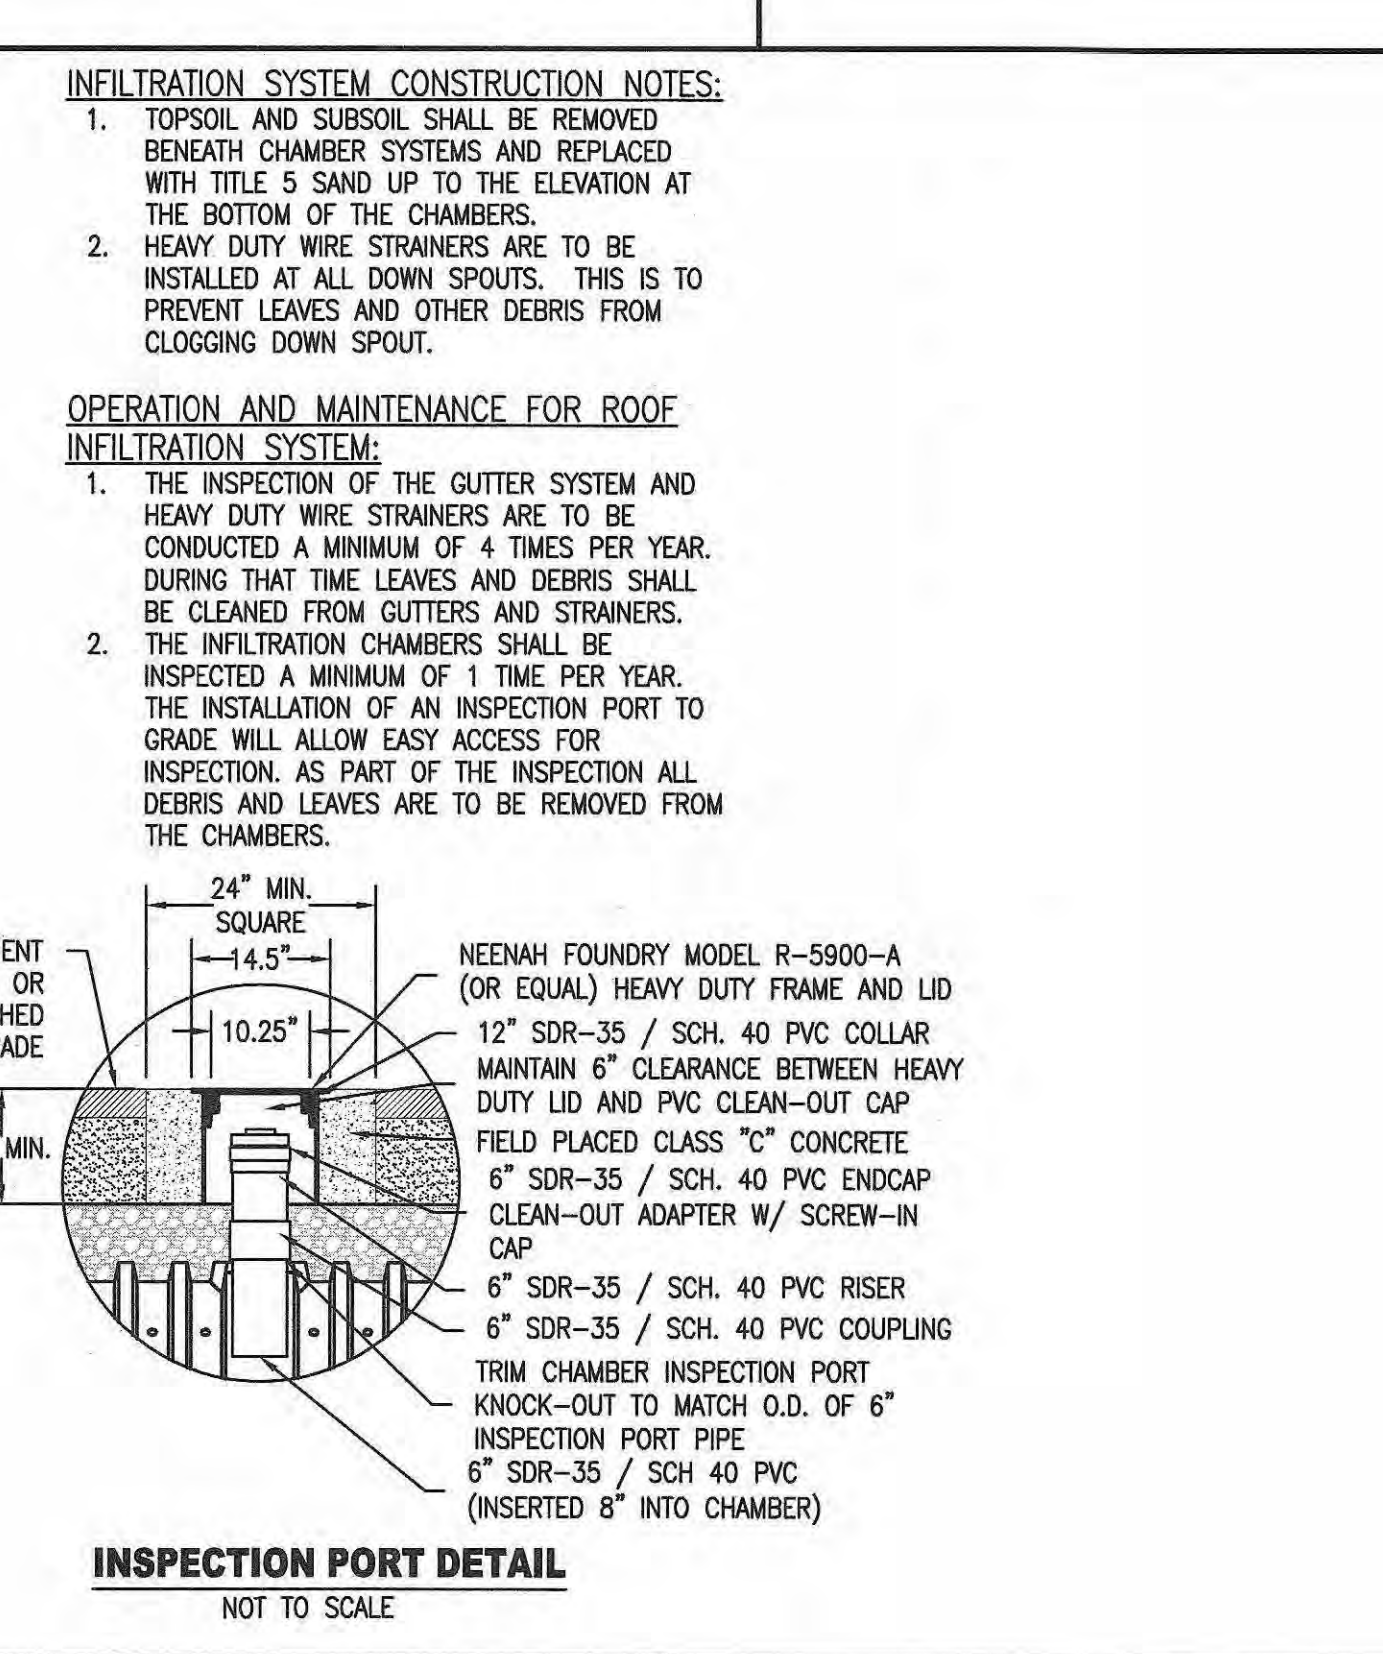 INFILTRATION SYSTEM CONSTRUCTION NOTES:
1. TOPSOIL AND SUBSOIL SHALL BE REMOVED
BENEATH CHAMBER SYSTEMS AND REPLACED
WITH TITLE 5 SAND UP TO THE ELEVATION AT
THE BOTTOM OF THE CHAMBERS.
2. HEAVY DUTY WIRE STRAINERS ARE TO BE
INSTALLED AT ALL DOWN SPOUTS. THIS IS TO
PREVENT LEAVES AND OTHER DEBRIS FROM
CLOGGING DOWN SPOUT.
OPERATION AND MAINTENANCE FOR ROOF
INFILTRATION SYSTEM:
1. THE INSPECTION OF THE GUTTER SYSTEM AND
HEAVY DUTY WIRE STRAINERS ARE TO BE
CONDUCTED A MINIMUM OF 4 TIMES PER YEAR.
DURING THAT TIME LEAVES AND DEBRIS SHALL
BE CLEANED FROM GUTTERS AND STRAINERS.
2. THE INFILTRATION CHAMBERS SHALL BE
INSPECTED A MINIMUM OF 1 TIME PER YEAR.
THE INSTALLATION OF AN INSPECTION PORT TO
GRADE WILL ALLOW EASY ACCESS FOR
INSPECTION. AS PART OF THE INSPECTION ALL
DEBRIS AND LEAVES ARE TO BE REMOVED FROM
THE CHAMBERS.
24" MIN.
SQUARE
14.5"
10.25"
ENT
OR
HED
ADE
MIN.
NEENAH FOUNDRY MODEL R-5900-A
(OR EQUAL) HEAVY DUTY FRAME AND LID
12" SDR-35 / SCH. 40 PVC COLLAR
MAINTAIN 6" CLEARANCE BETWEEN HEAVY
DUTY LID AND PVC CLEAN-OUT CAP
FIELD PLACED CLASS "C" CONCRETE
6" SDR-35 / SCH. 40 PVC ENDCAP
CLEAN-OUT ADAPTER W/ SCREW-IN
CAP
6" SDR-35 / SCH. 40 PVC RISER
6" SDR-35 / SCH. 40 PVC COUPLING
TRIM CHAMBER INSPECTION PORT
KNOCK-OUT TO MATCH O.D. OF 6"
INSPECTION PORT PIPE
6" SDR-35 / SCH 40 PVC
(INSERTED 8" INTO CHAMBER)
INSPECTION PORT DETAIL
NOT TO SCALE